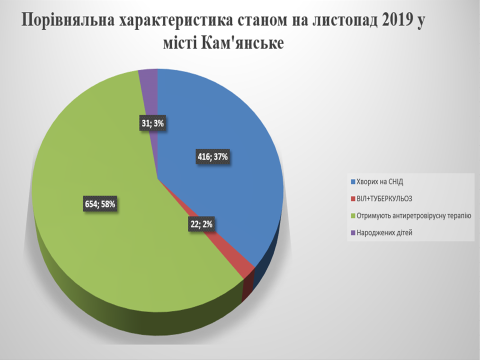 Порівняльна характеристика станом на листопад 2019 у
місті Кам'янське
31; 3%
416; 37%
654; 58%
22; 2%
Хворих на СНІД
ВІЛ+ТУБЕРКУЛЬОЗ
Отримують антиретровірусну терапію
Народжених дітей